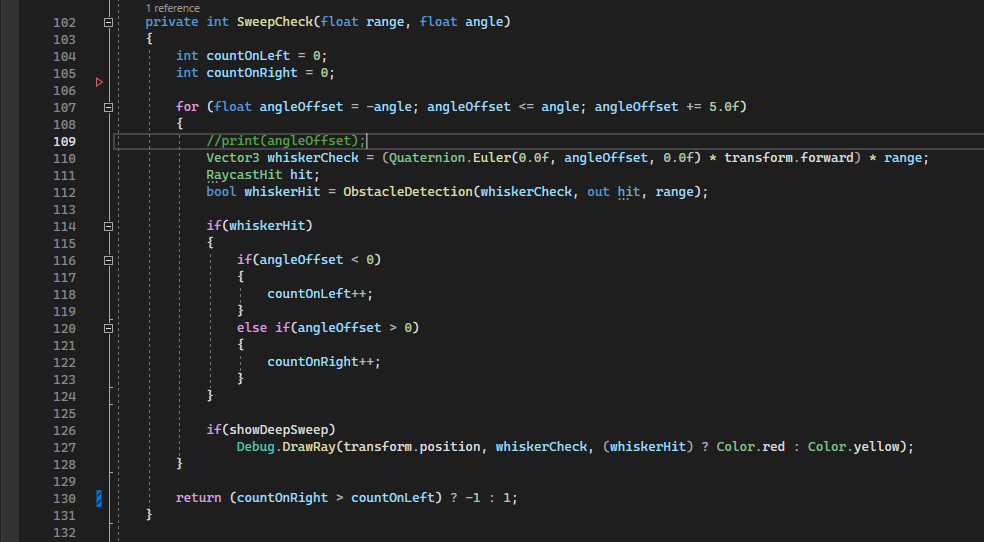 1 reference
102 private int SweepCheck(float range, float angle)
103 {
104 int countOnLeft = 0;
105 int countOnRight = 0;
106
107 for (float angleOffset = -angle; angleOffset <= angle; angleOffset += 5.0f)
108 {
109 //print(angleOffset);
110 Vector3 whiskerCheck = (Quaternion.Euler(0.0f, angleOffset, 0.0f) * transform.forward) * range;
111 RaycastHit hit;
112 bool whiskerHit = ObstacleDetection(whiskerCheck, out hit, range);
113
114 if(whiskerHit)
115 {
116 if(angleOffset < 0)
117 {
118 countOnLeft++;
119 }
120 else if(angleOffset > 0)
121 {
122 countOnRight++;
123 }
124 }
125
126 if(showDeepSweep)
127 Debug.DrawRay(transform.position, whiskerCheck, (whiskerHit) ? Color.red : Color.yellow);
128 }
129
130 return (countOnRight > countOnLeft) ? -1 : 1;
131 }
132